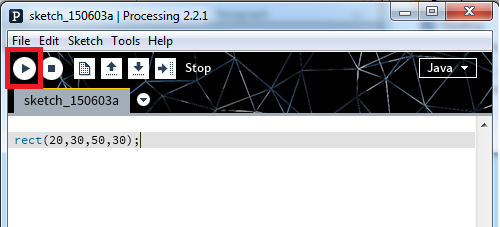 P sketch_150603a | Processing 2.2.1
File Edit Sketch Tools Help
Stop Java
sketch_150603a
rect(20,30,50,30);